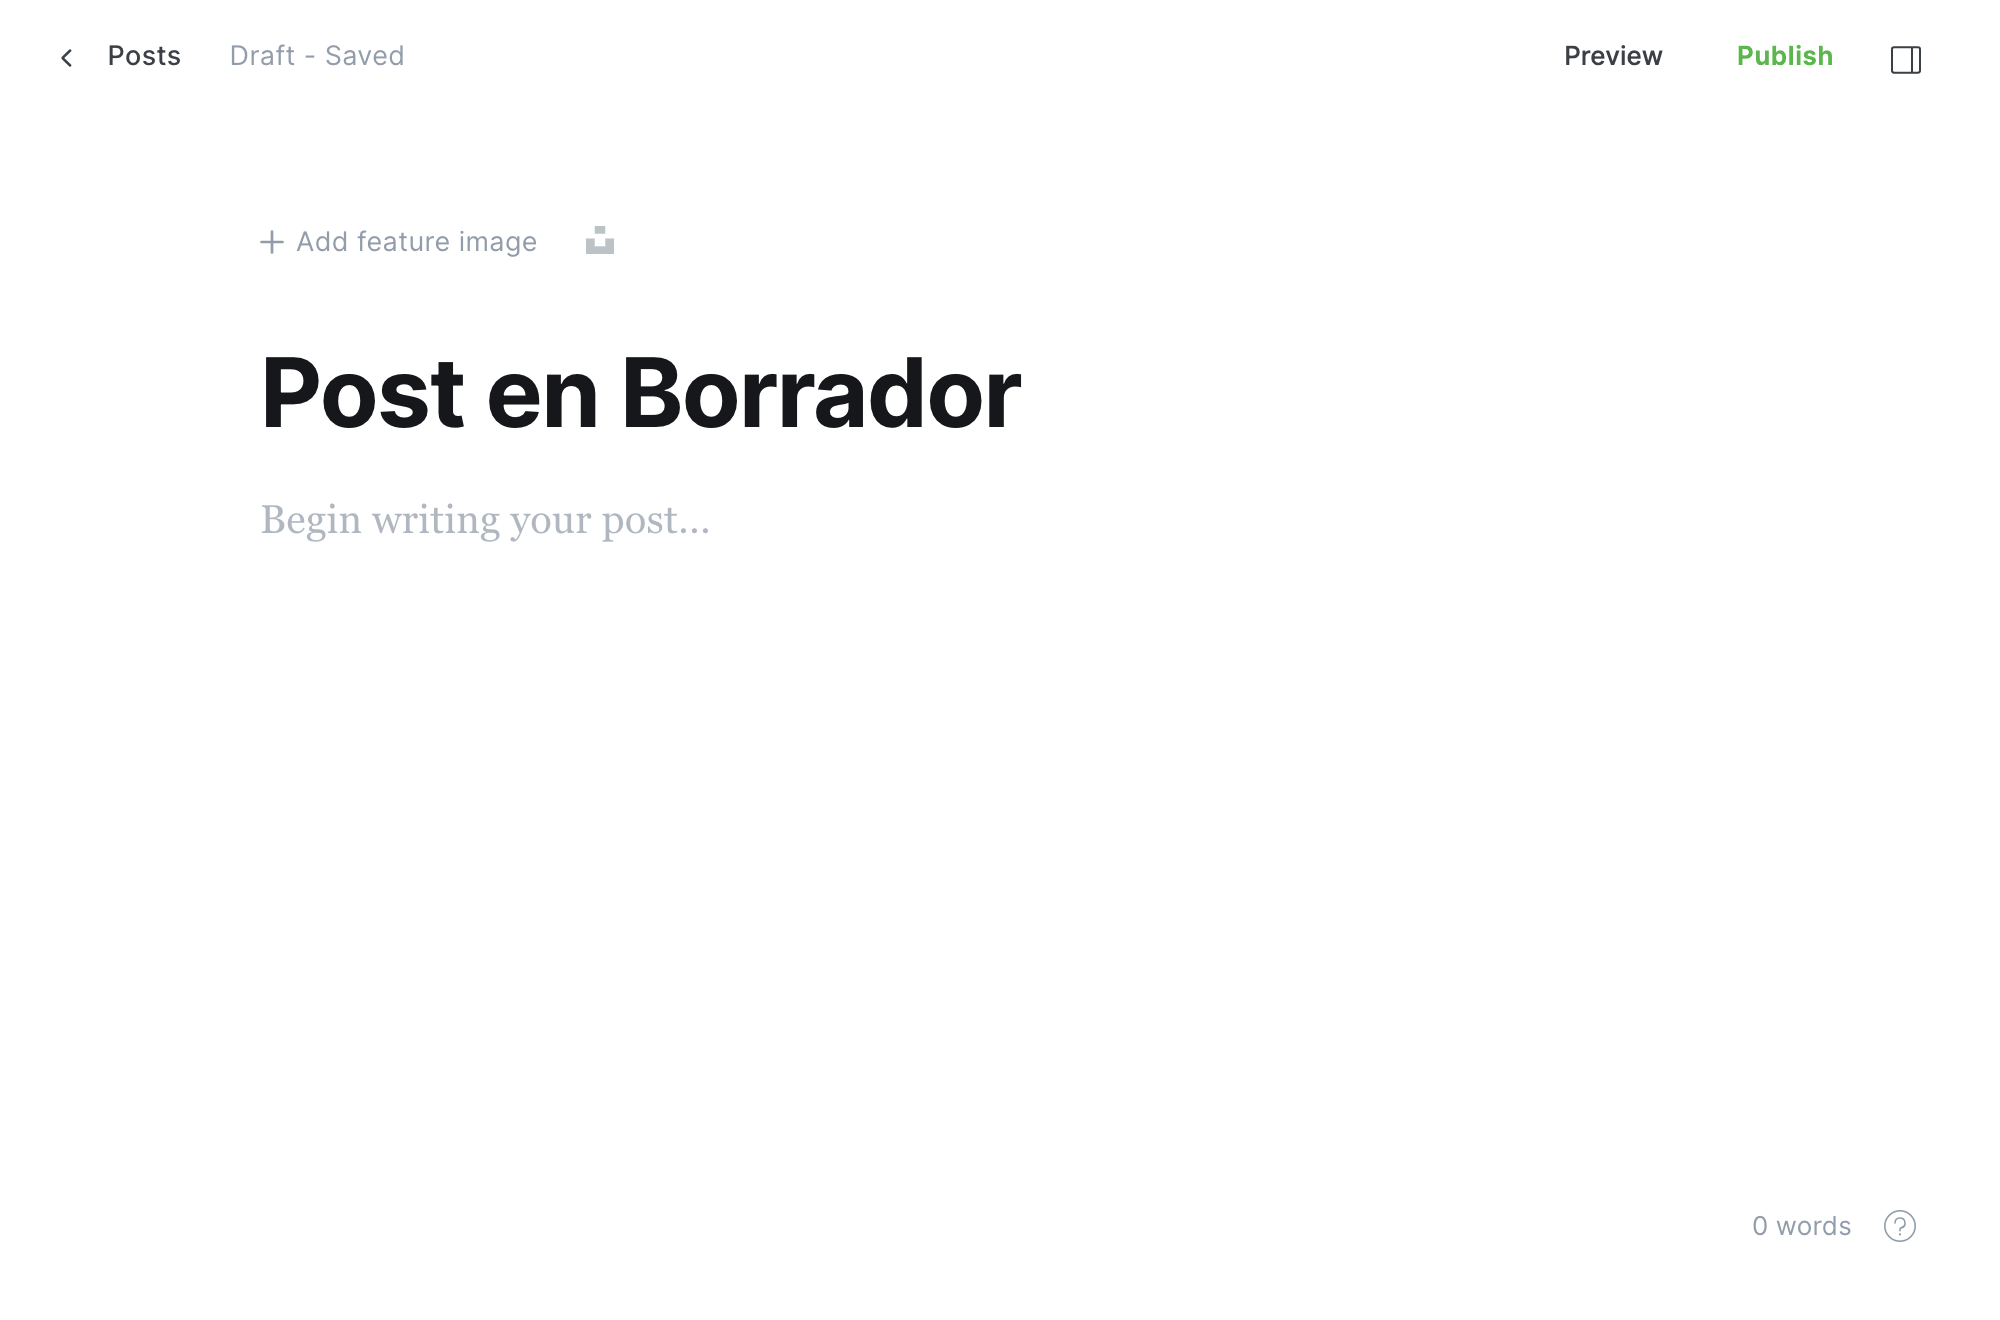 Posts Draft - Saved Preview Publish
Add feature image
Post en Borrador
Begin writing your post...
0 words ?